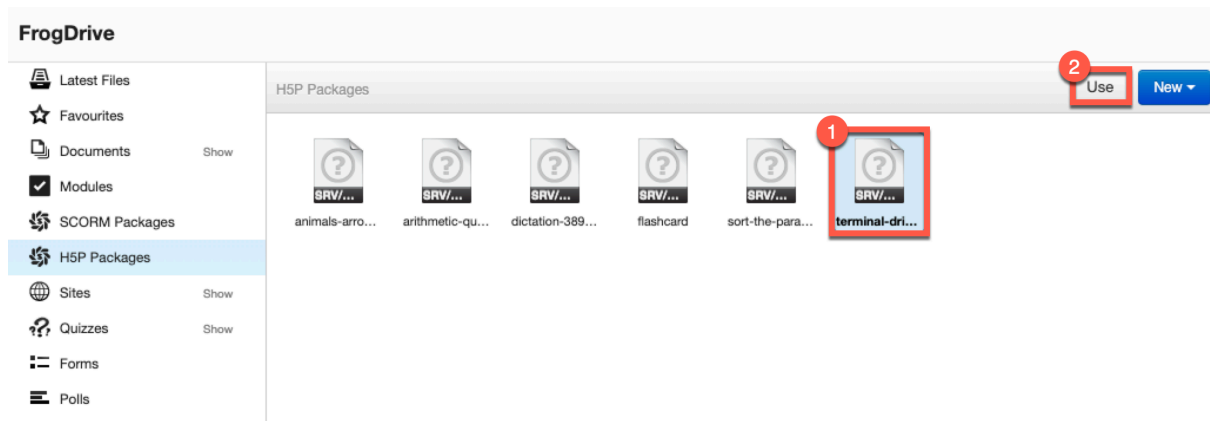 FrogDrive
Latest Files
Favourites
Documents Show
Modules
SCORM Packages
H5P Packages
Sites Show
Quizzes Show
Forms
Polls
H5P Packages
2
Use
New
1
SRV/... SRV/... SRV/... SRV/... SRV/... SRV/...
animals-arro... arithmetic-qu... dictation-389... flashcard sort-the-para... terminal-dri...